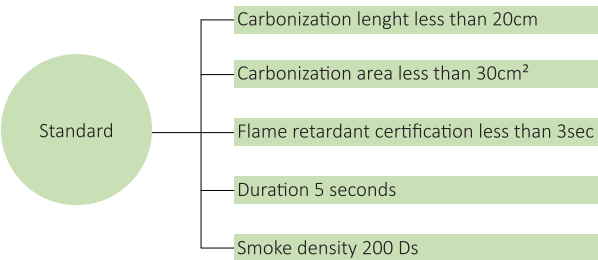 Carbonization lenght less than 20cm
Carbonization area less than 30cm²
Standard
Flame retardant certification less than 3sec
Duration 5 seconds
Smoke density 200 Ds